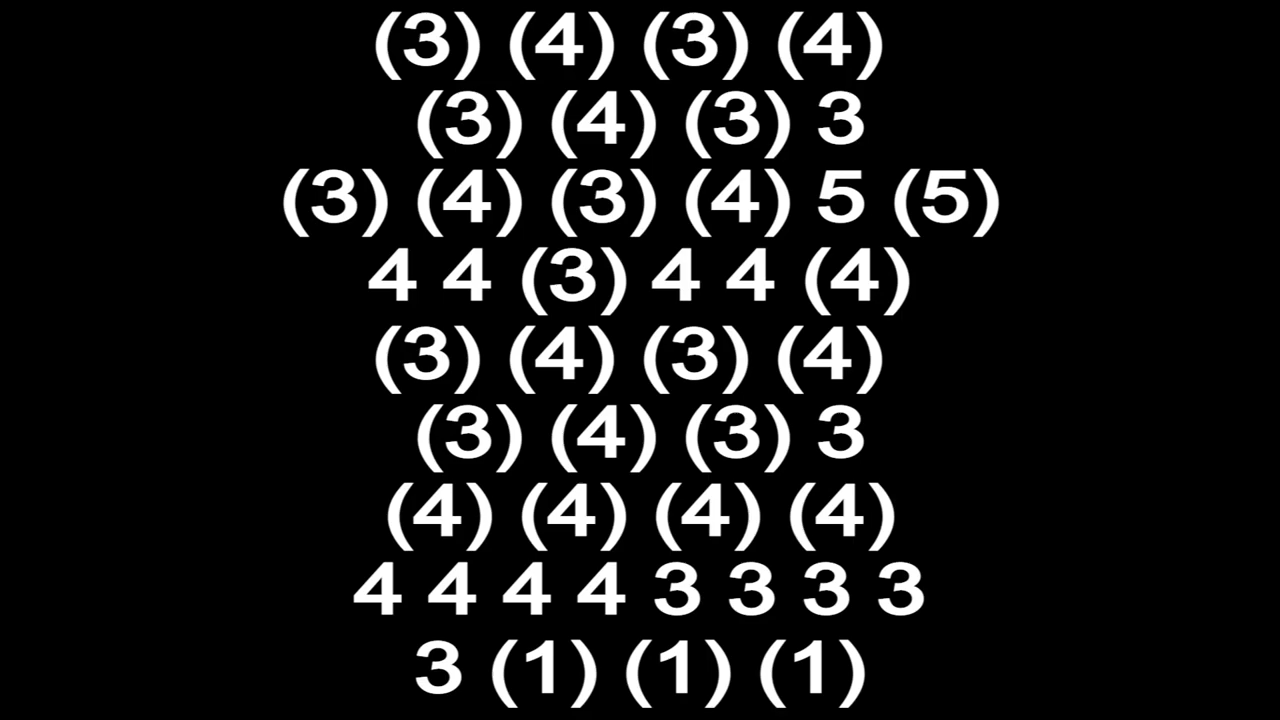 (3) (4) (3) (4)
(3) (4) (3) 3
(3) (4) (3) (4) 5 (5)
4 4 (3) 4 4 (4)
(3) (4) (3) (4)
(3) (4) (3) 3
(4) (4) (4) (4)
4 4 4 4 3 3 3 3
3 (1) (1) (1)